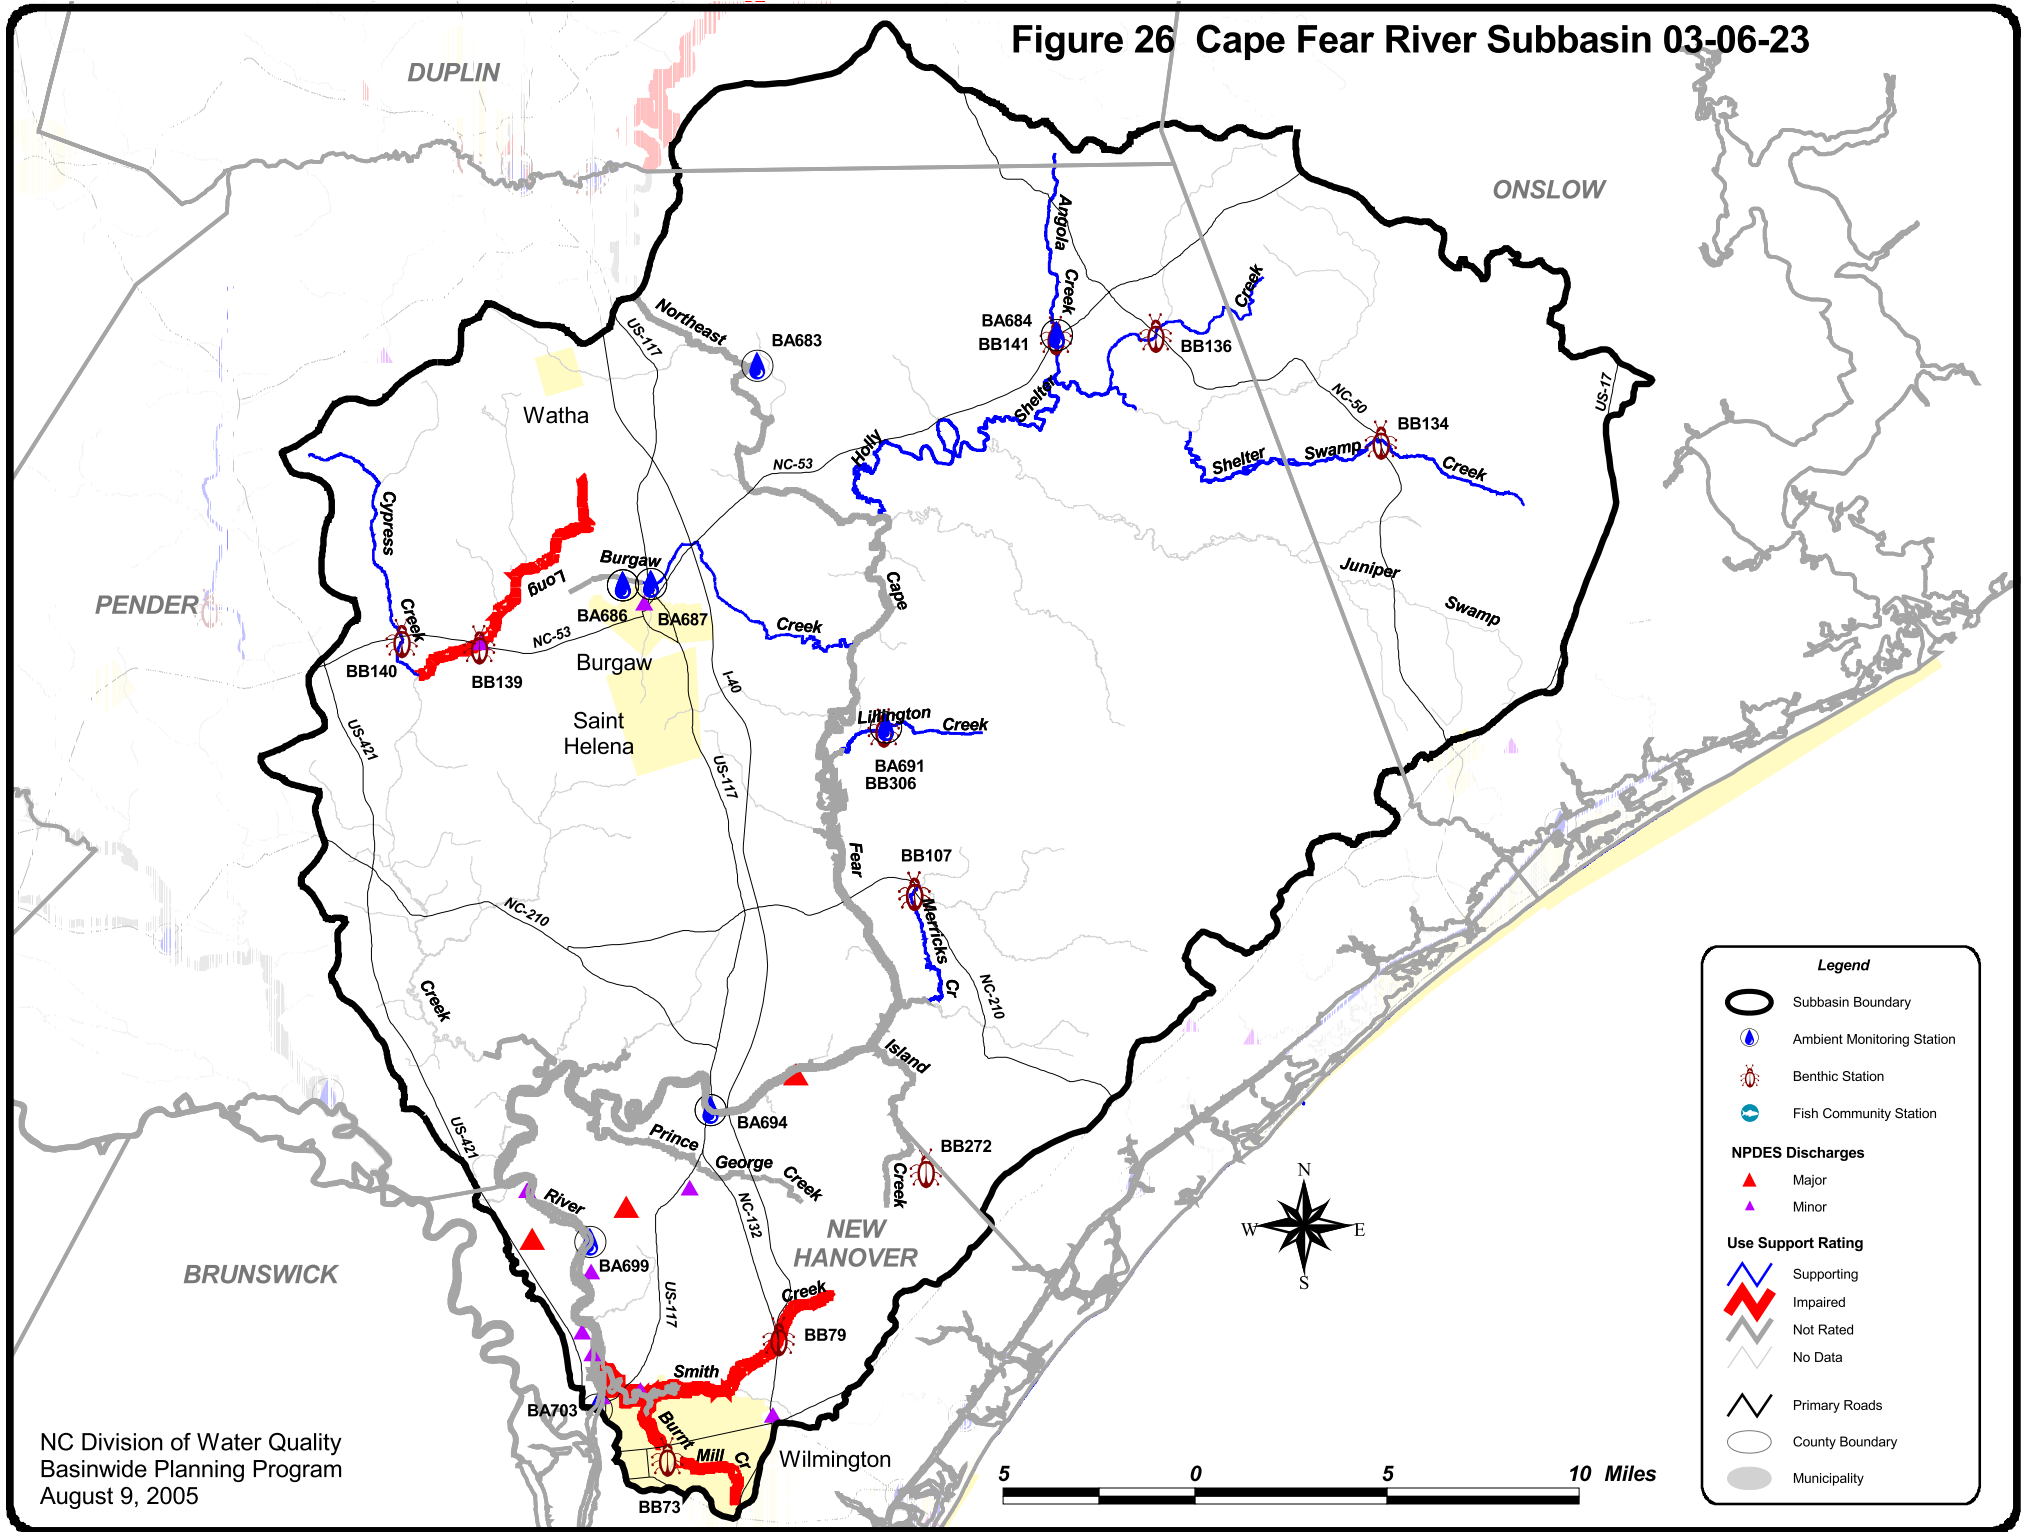 Figure 26 Cape Fear River Subbasin 03-06-23
DUPLIN
ONSLOW
Angola
Creek
Creek
Northeast
US-117
BA683
BA684
BB141
BB136
Shelter
NC-50
US-17
BB134
Watha
Holly
NC-53
Shelter
Swamp
Creek
Cypress
Creek
Long
Burgaw
BA686
BA687
Cape
Juniper
Swamp
PENDER
NC-53
Creek
BB140
BB139
Burgaw
I-40
Saint
Helena
US-421
US-117
Lillington
Creek
BA691
BB306
Fear
BB107
Merricks
Cr
NC-210
NC-210
Creek
Island
Creek
US-421
BA694
Prince
George
Creek
BB272
River
NC-132
NEW
HANOVER
BRUNSWICK
BA699
US-117
Creek
BB79
Smith
BA703
Burnt
Mill
Cr
Wilmington
BB73
N
W
E
S
5
0
5
10 Miles
NC Division of Water Quality
Basinwide Planning Program
August 9, 2005
Legend
Subbasin Boundary
Ambient Monitoring Station
Benthic Station
Fish Community Station
NPDES Discharges
Major
Minor
Use Support Rating
Supporting
Impaired
Not Rated
No Data
Primary Roads
County Boundary
Municipality